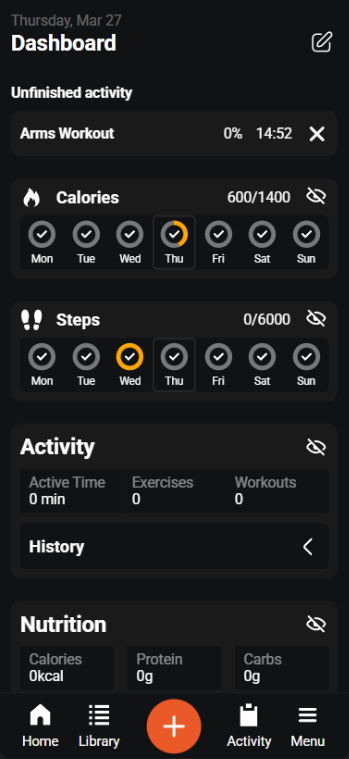 Thursday, Mar 27
Dashboard
Unfinished activity
Arms Workout 0% 14:52
Calories 600/1400
Mon Tue Wed Thu Fri Sat Sun
Steps 0/6000
Mon Tue Wed Thu Fri Sat Sun
Activity
Active Time Exercises Workouts
0 min 0 0
History
Nutrition
Calories Protein Carbs
0kcal 0g 0g
Home Library Activity Menu